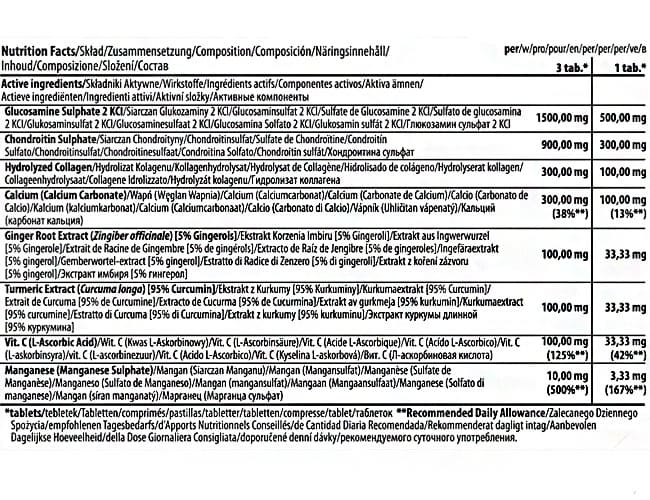 Nutrition Facts/Skład/Zusammensetzung/Composition/Composición/Näringsinnehåll/ per/w/pro/pour/en/per/per/per/ve/в
Inhoud/Composizione/Složení/Состав 3 tab.* 1 tab.*
Active ingredients/Składniki Aktywne/Wirkstoffe/Ingrédients actifs/Componentes activos/Aktiva ämnen/
Actieve ingrediënten/Ingredienti attivi/Aktivní složky/Активные компоненты
Glucosamine Sulphate 2 KCl/Siarczan Glukozaminy 2 KCl/Glucosaminsulfat 2 KCl/Sulfate de Glucosamine 2 KCl/Sulfato de glucosamina 1500,00 mg 500,00 mg
2 KCl/Glukosaminsulfat 2 KCl/Glucosaminesulfaat 2 KCl/Glucosamina Solfato 2 KCl/Glukosamin sulfát 2 KCl/Глюкозамин сульфат 2 KCl
Chondroitin Sulphate/Siarczan Chondroityny/Chondroitinsulfat/Sulfate de Chondroïtine/Condroitín 900,00 mg 300,00 mg
Sulfato/Chondroitinsulfat/Chondroitinesulfaat/Condroitina Solfato/Chondroitin sulfát/Хондроитина сульфат
Hydrolyzed Collagen/Hydrolizat Kolagenu/Kollagenhydrolysat/Hydrolysat de Collagène/Hidrolisado de colágeno/Hydrolyserat kollagen/ 300,00 mg 100,00 mg
Collageenhydrolysaat/Collagene Idrolizzato/Hydrolyzát kolagenu/Гидролизат коллагена
Calcium (Calcium Carbonate)/Wapń (Węglan Wapnia)/Calcium (Calciumcarbonat)/Calcium (Carbonate de Calcium)/Calcio (Carbonato de 300,00 mg 100,00 mg
Calcio)/Kalcium (kalciumkarbonat)/Calcium (Calciumcarbonaat)/Calcio (Carbonato di Calcio)/Vápník (Uhličitan vápenatý)/Кальций (38%**) (13%**)
(карбонат кальция)
Ginger Root Extract (Zingiber officinale) [5% Gingerols]/Ekstrakt Korzenia Imbiru [5% Gingeroli]/Extrakt aus Ingwerwurzel
[5% Gingerole]/Extrait de Racine de Gingembre [5% de gingérols]/Extracto de Raíz de Jengibre [5% de gingeroles]/Ingefäraextrakt 100,00 mg 33,33 mg
[5% gingerol]/Gemberwortel-extract [5% gingerol]/Estratto di Radice di Zenzero [5% di gingeroli]/Extrakt z koření zázvoru
[5% gingerolů]/Экстракт имбиря [5% гингерол]
Turmeric Extract (Curcuma longa) [95% Curcumin]/Ekstrakt z Kurkumy [95% Kurkuminy]/Kurkumaextrakt [95% Curcumin]/
Extrait de Curcuma [95% de Curcumine]/Extracto de Cúrcuma [95% de Cucurmina]/Extrakt av gurkmeja [95% kurkumin]/Kurkumaextract 100,00 mg 33,33 mg
[95% curcumine]/Estratto di Curcuma [95% di Curcumina]/Extrakt z kurkumy [95% kurkuminu]/Экстракт куркумы длинной
[95% куркумина]
Vit. C (L-Ascorbic Acid)/Wit. C (Kwas L-Askorbinowy)/Vit. C (L-Ascorbinsäure)/Vit. C (Acide L-Ascorbique)/Vit. C (Acído L-Ascorbico)/Vit. C 100,00 mg 33,33 mg
(L-askorbinsyra)/vit. C (L-ascorbinezuur)/Vit. C (Acido L-Ascorbico)/Vit. C (Kyselina L-askorbová)/Вит. С (Л-аскорбиновая кислота) (125%**) (42%**)
Manganese (Manganese Sulphate)/Mangan (Siarczan Manganu)/Mangan (Mangansulfat)/Manganèse (Sulfate de 10,00 mg 3,33 mg
Manganèse)/Manganeso (Sulfato de Manganeso)/Mangan (mangansulfat)/Mangaan (Mangaansulfaat)/Manganese (Solfato di (500%**) (167%**)
manganese)/Mangan (síran manganatý)/Марганец (Марганца сульфат)
*tablets/tebletek/Tabletten/comprimés/pastillas/tabletter/tabletten/compresse/tablet/таблеток **Recommended Daily Allowance/Zalecanego Dziennego
Spożycia/empfohlenen Tagesbedarfs/d'Apports Nutritionnels Conseillés/de Cantidad Diaria Recomendada/Rekommenderat dagligt intag/Aanbevolen
Dagelijkse Hoeveelheid/della Dose Giornaliera Consigliata/doporučené denní dávky/рекомендуемого суточного употребления.